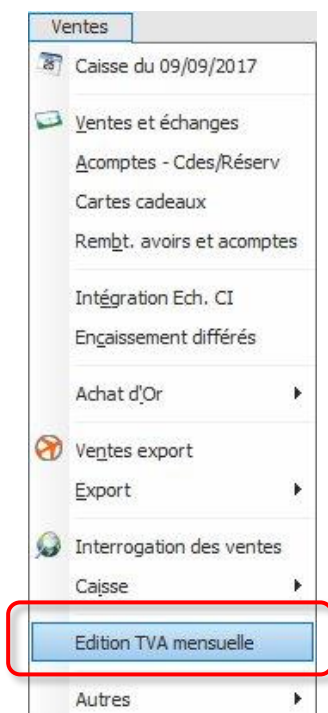 Ventes
Caisse du 09/09/2017
Ventes et échanges
Acomptes - Cdes/Réserv
Cartes cadeaux
Rembt. avoirs et acomptes
Intégration Ech. CI
Encaissement différés
Achat d'Or
Ventes export
Export
Interrogation des ventes
Caisse
Edition TVA mensuelle
Autres